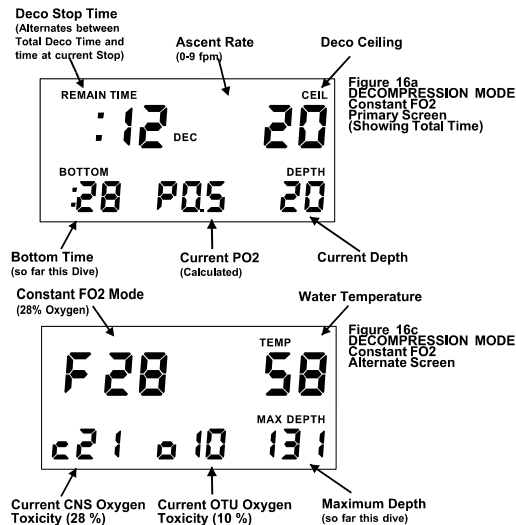 Deco Stop Time
(Alternates between
Total Deco Time and
time at current Stop)
Ascent Rate
(0-9 fpm)
Deco Ceiling
Figure 16a
DECOMPRESSION MODE
Constant FO2
Primary Screen
(Showing Total Time)
REMAIN TIME
CEIL
:12 DEC
20
BOTTOM
DEPTH
:28
PO.5
20
Bottom Time
(so far this Dive)
Current PO2
(Calculated)
Current Depth
Constant FO2 Mode
(28% Oxygen)
Water Temperature
Figure 16c
DECOMPRESSION MODE
Constant FO2
Alternate Screen
TEMP
F 28
58
MAX DEPTH
c21
o 10
131
Current CNS Oxygen
Toxicity (28 %)
Current OTU Oxygen
Toxicity (10 %)
Maximum Depth
(so far this dive)